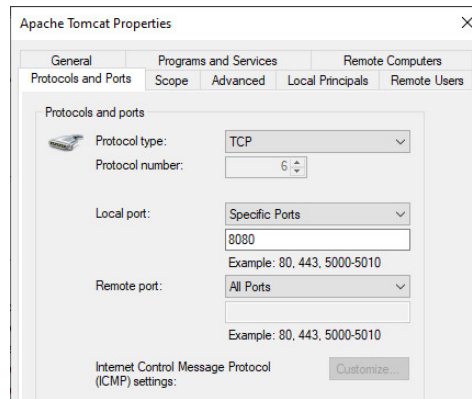 Apache Tomcat Properties
General
Programs and Services
Remote Computers
Protocols and Ports
Scope
Advanced
Local Principals
Remote Users
Protocols and ports
Protocol type:
TCP
Protocol number:
6
Local port:
Specific Ports
8080
Example: 80, 443, 5000-5010
Remote port:
All Ports
Example: 80, 443, 5000-5010
Internet Control Message Protocol
(ICMP) settings:
Customize...